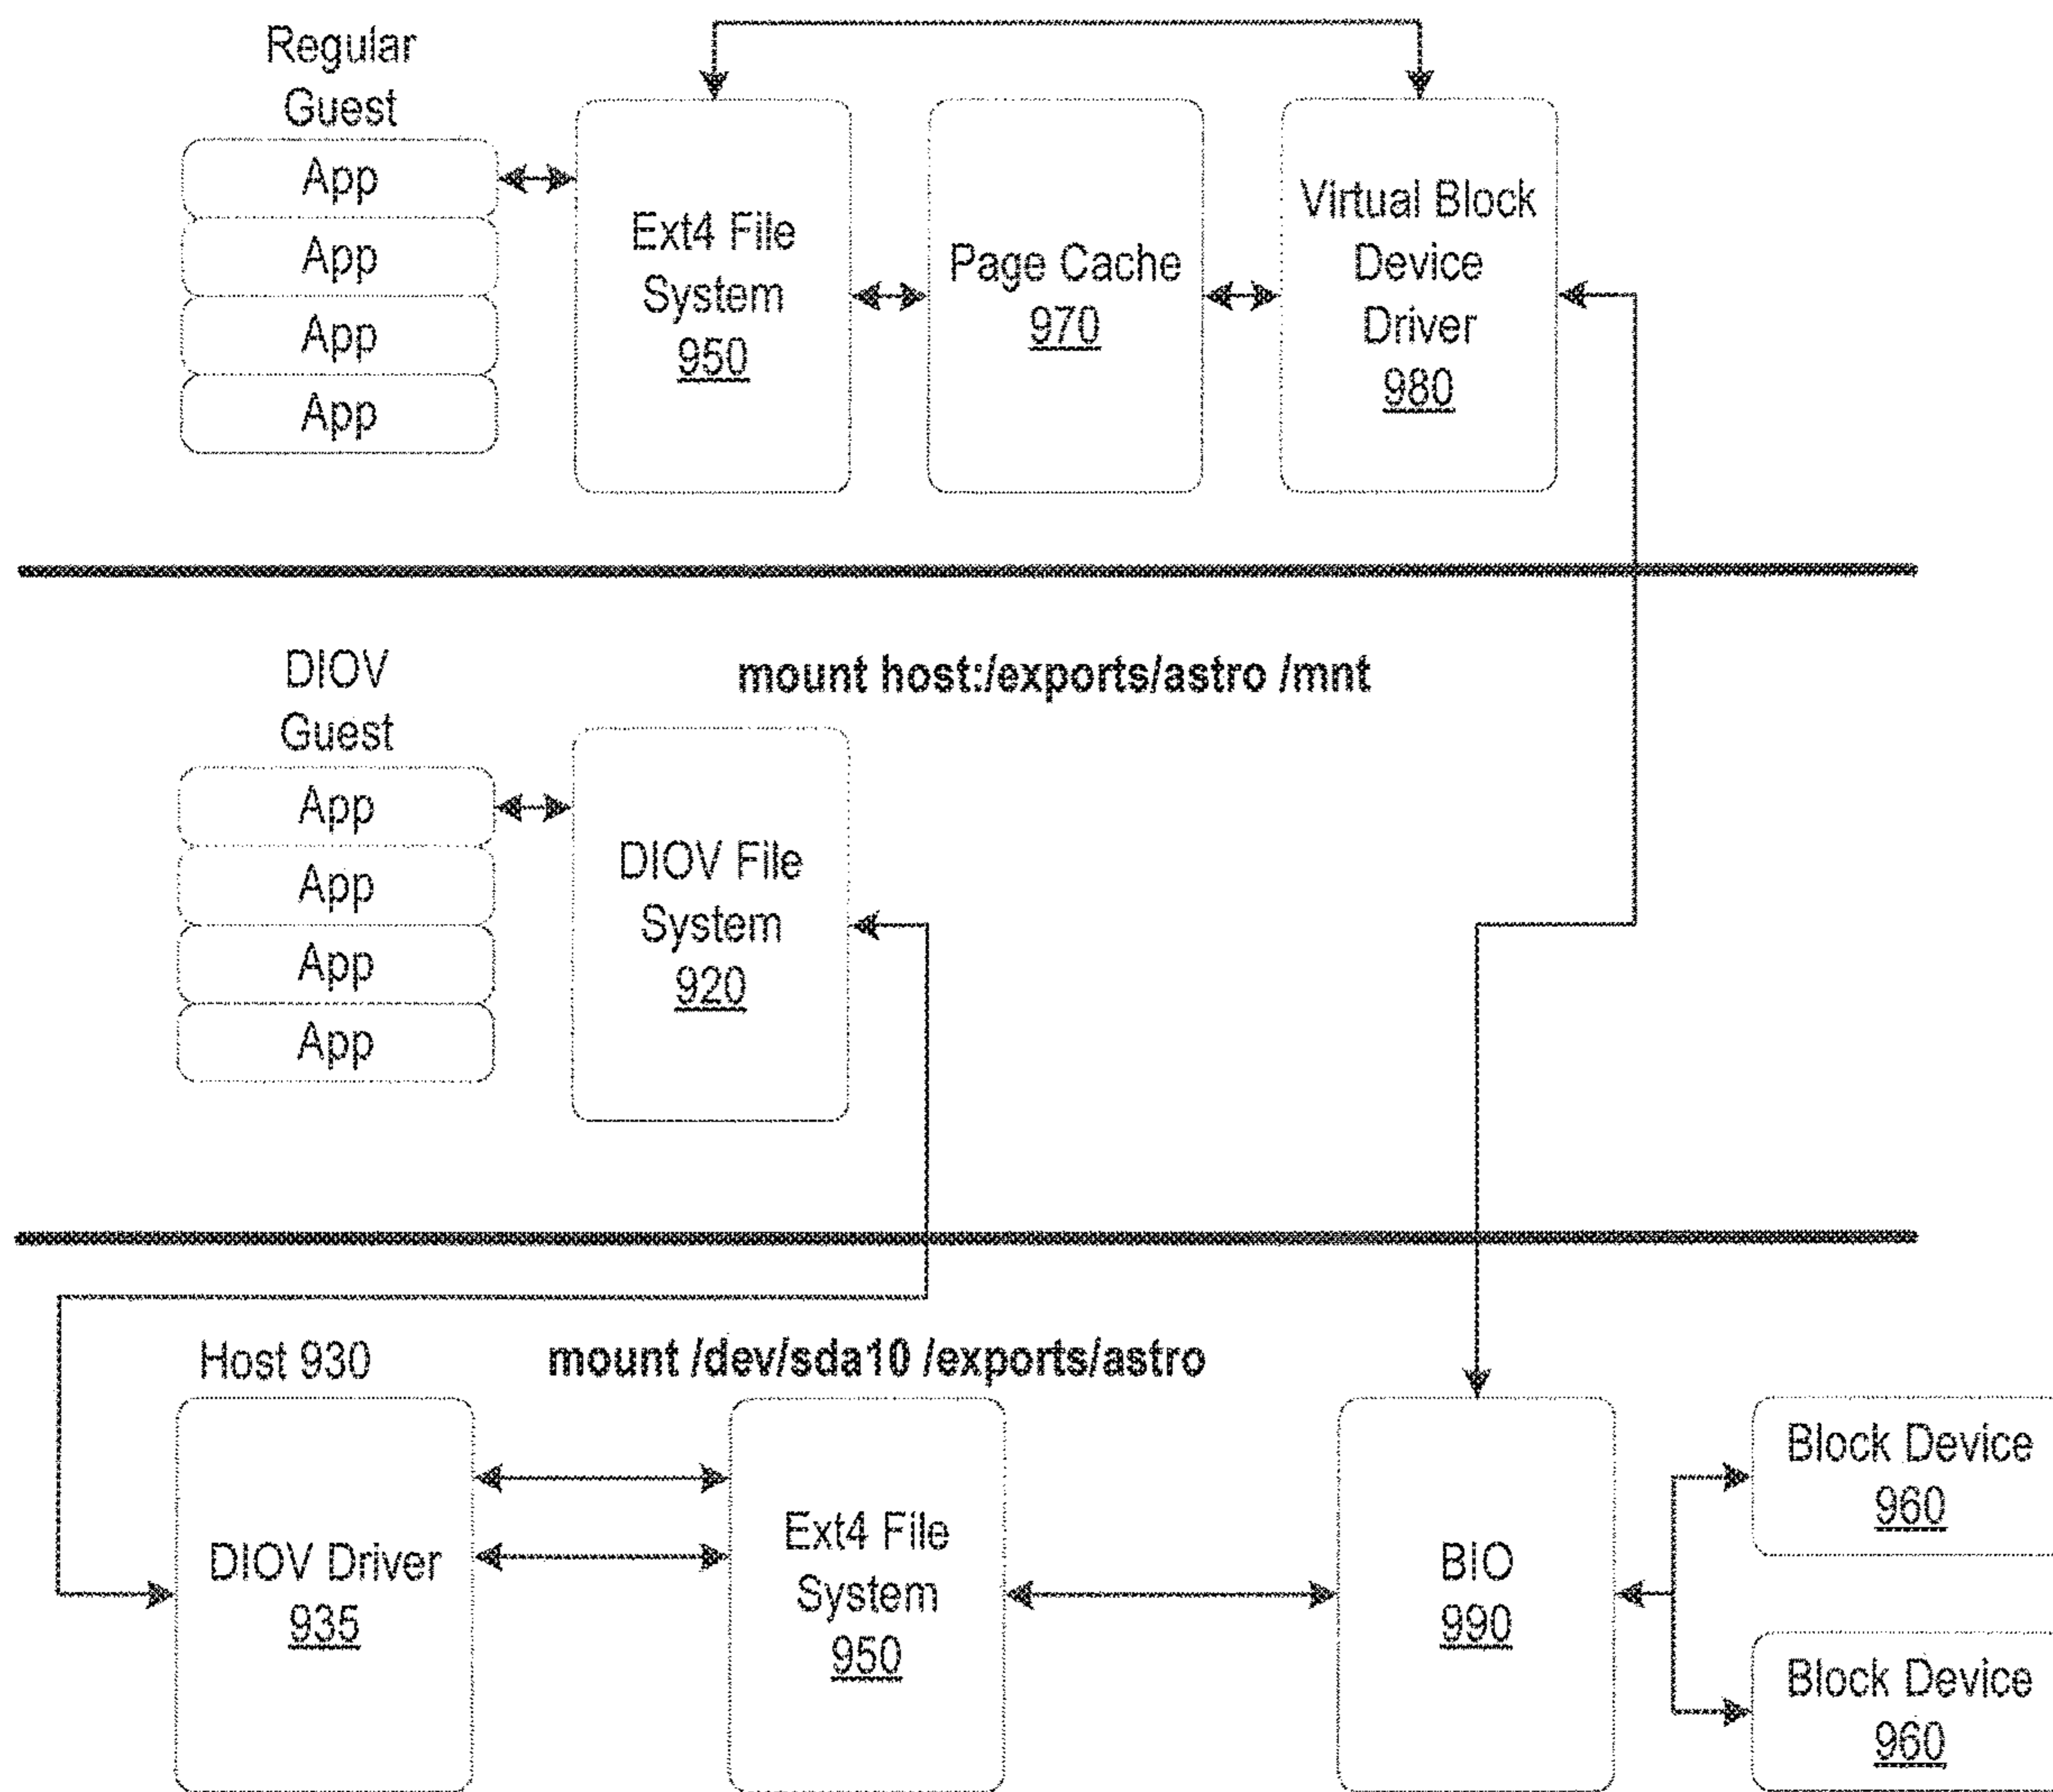 Regular
Guest
App
App
App
App
Ext4 File
System
950
Page Cache
970
Virtual Block
Device
Driver
980
DIOV
Guest
mount host:/exports/astro /mnt
App
App
App
App
DIOV File
System
920
Host 930
mount /dev/sda10 /exports/astro
DIOV Driver
935
Ext4 File
System
950
BIO
990
Block Device
960
Block Device
960